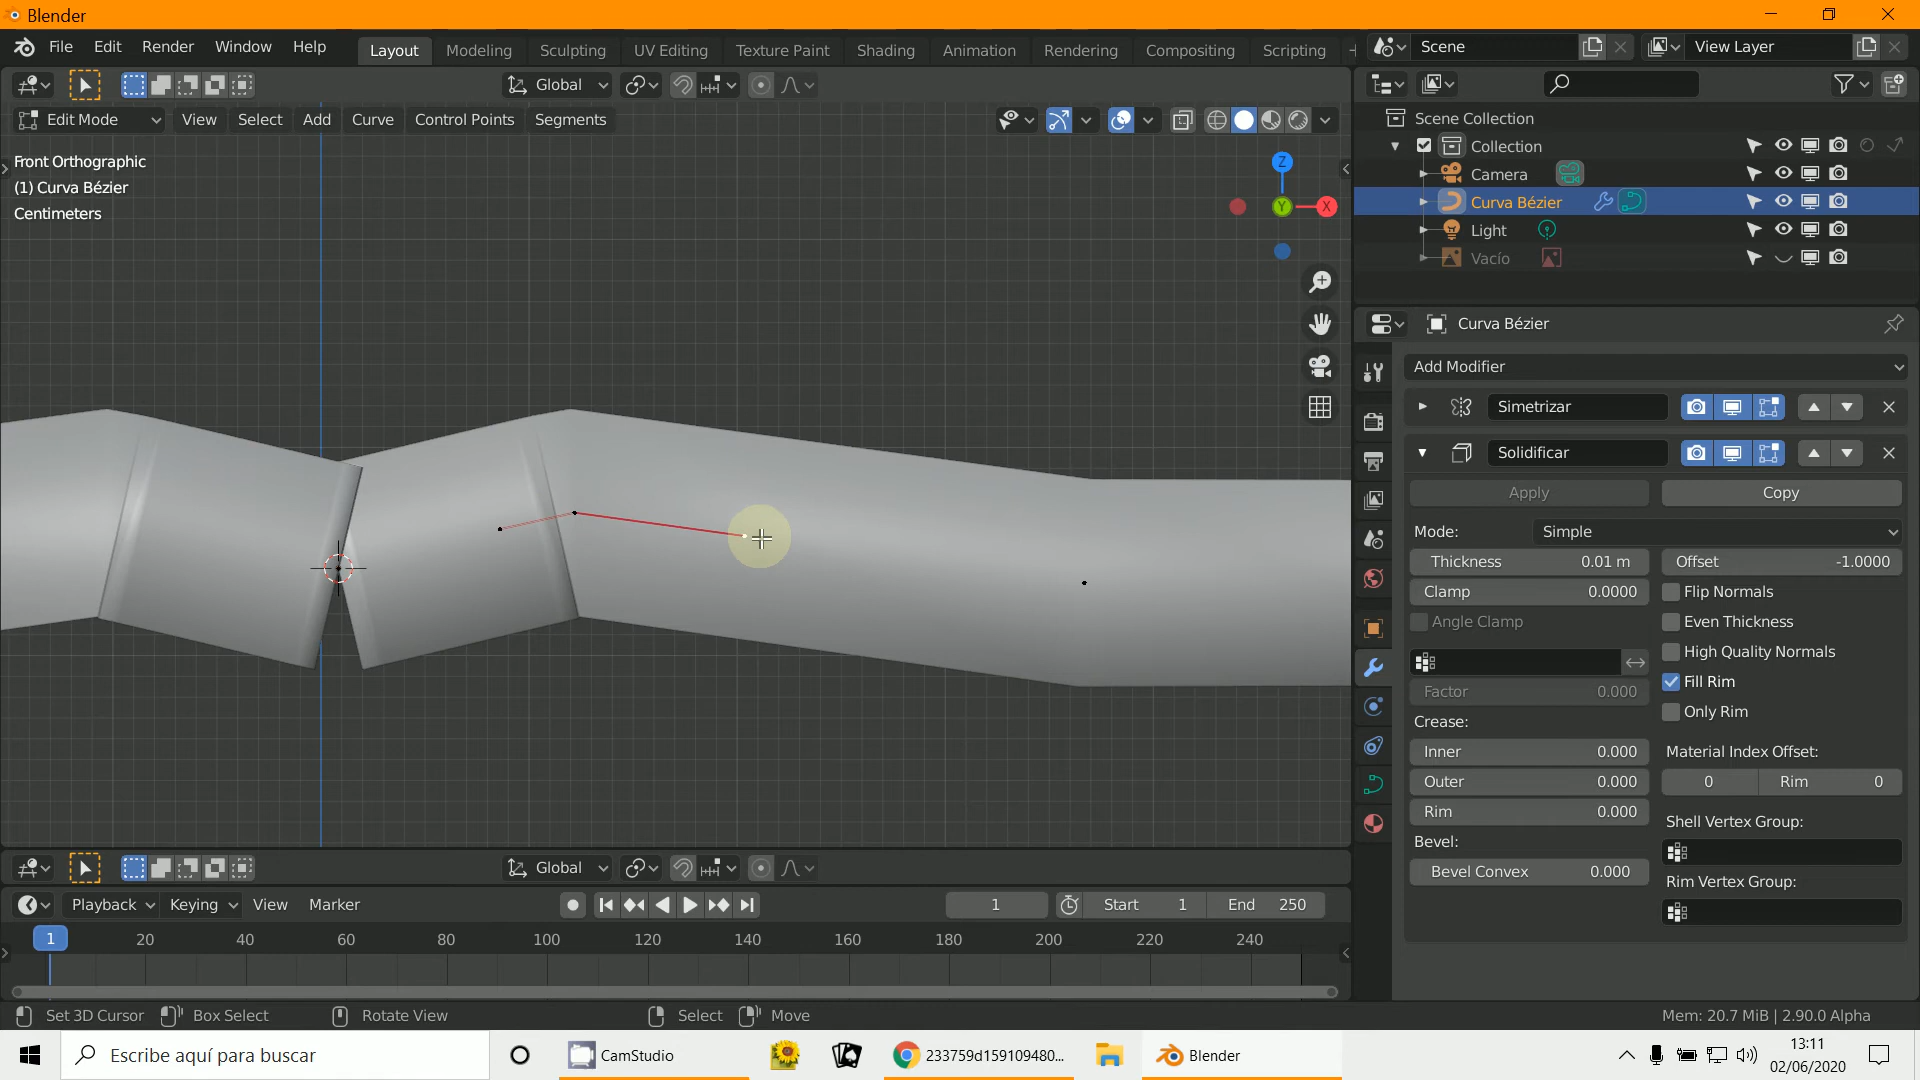 Blender
File Edit Render Window Help Layout Modeling Sculpting UV Editing Texture Paint Shading Animation Rendering Compositing Scripting Scene View Layer
Global
Edit Mode View Select Add Curve Control Points Segments
Front Orthographic
(1) Curva Bézier
Centimeters
Z
Y
X
Scene Collection
Collection
Camera
Curva Bézier
Light
Vacío
Curva Bézier
Add Modifier
Simetrizar
Solidificar
Apply Copy
Mode: Simple
Thickness 0.01 m Offset -1.0000
Clamp 0.0000 Flip Normals
Angle Clamp Even Thickness
High Quality Normals
Fill Rim
Factor 0.000
Only Rim
Crease:
Inner 0.000 Material Index Offset:
Outer 0.000 0 Rim 0
Rim 0.000 Shell Vertex Group:
Bevel:
Bevel Convex 0.000 Rim Vertex Group:
Global
Playback Keying View Marker 1 Start 1 End 250
1 20 40 60 80 100 120 140 160 180 200 220 240
Set 3D Cursor Box Select Rotate View Select Move Mem: 20.7 MiB | 2.90.0 Alpha
Escribe aquí para buscar CamStudio 233759d159109480... Blender
13:11
02/06/2020